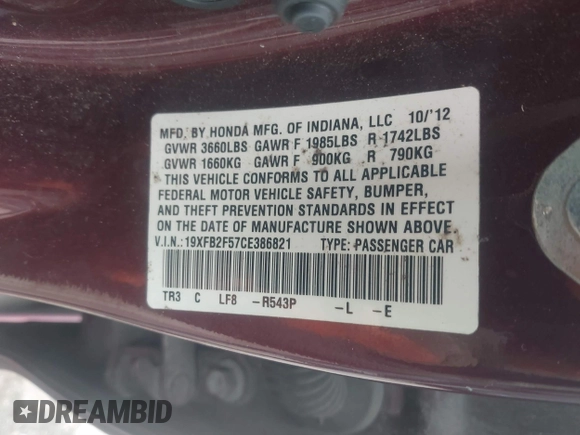 MFD. BY HONDA MFG. OF INDIANA, LLC 10/'12
GVWR 3660LBS GAWR F 1985LBS R 1742LBS
GVWR 1660KG GAWR F 900KG R 790KG
THIS VEHICLE CONFORMS TO ALL APPLICABLE
FEDERAL MOTOR VEHICLE SAFETY, BUMPER,
AND THEFT PREVENTION STANDARDS IN EFFECT
ON THE DATE OF MANUFACTURE SHOWN ABOVE.
V.I.N.:19XFB2F57CE386821 TYPE: PASSENGER CAR
TR3 C LF8 -R543P -L -E
DREAMBID